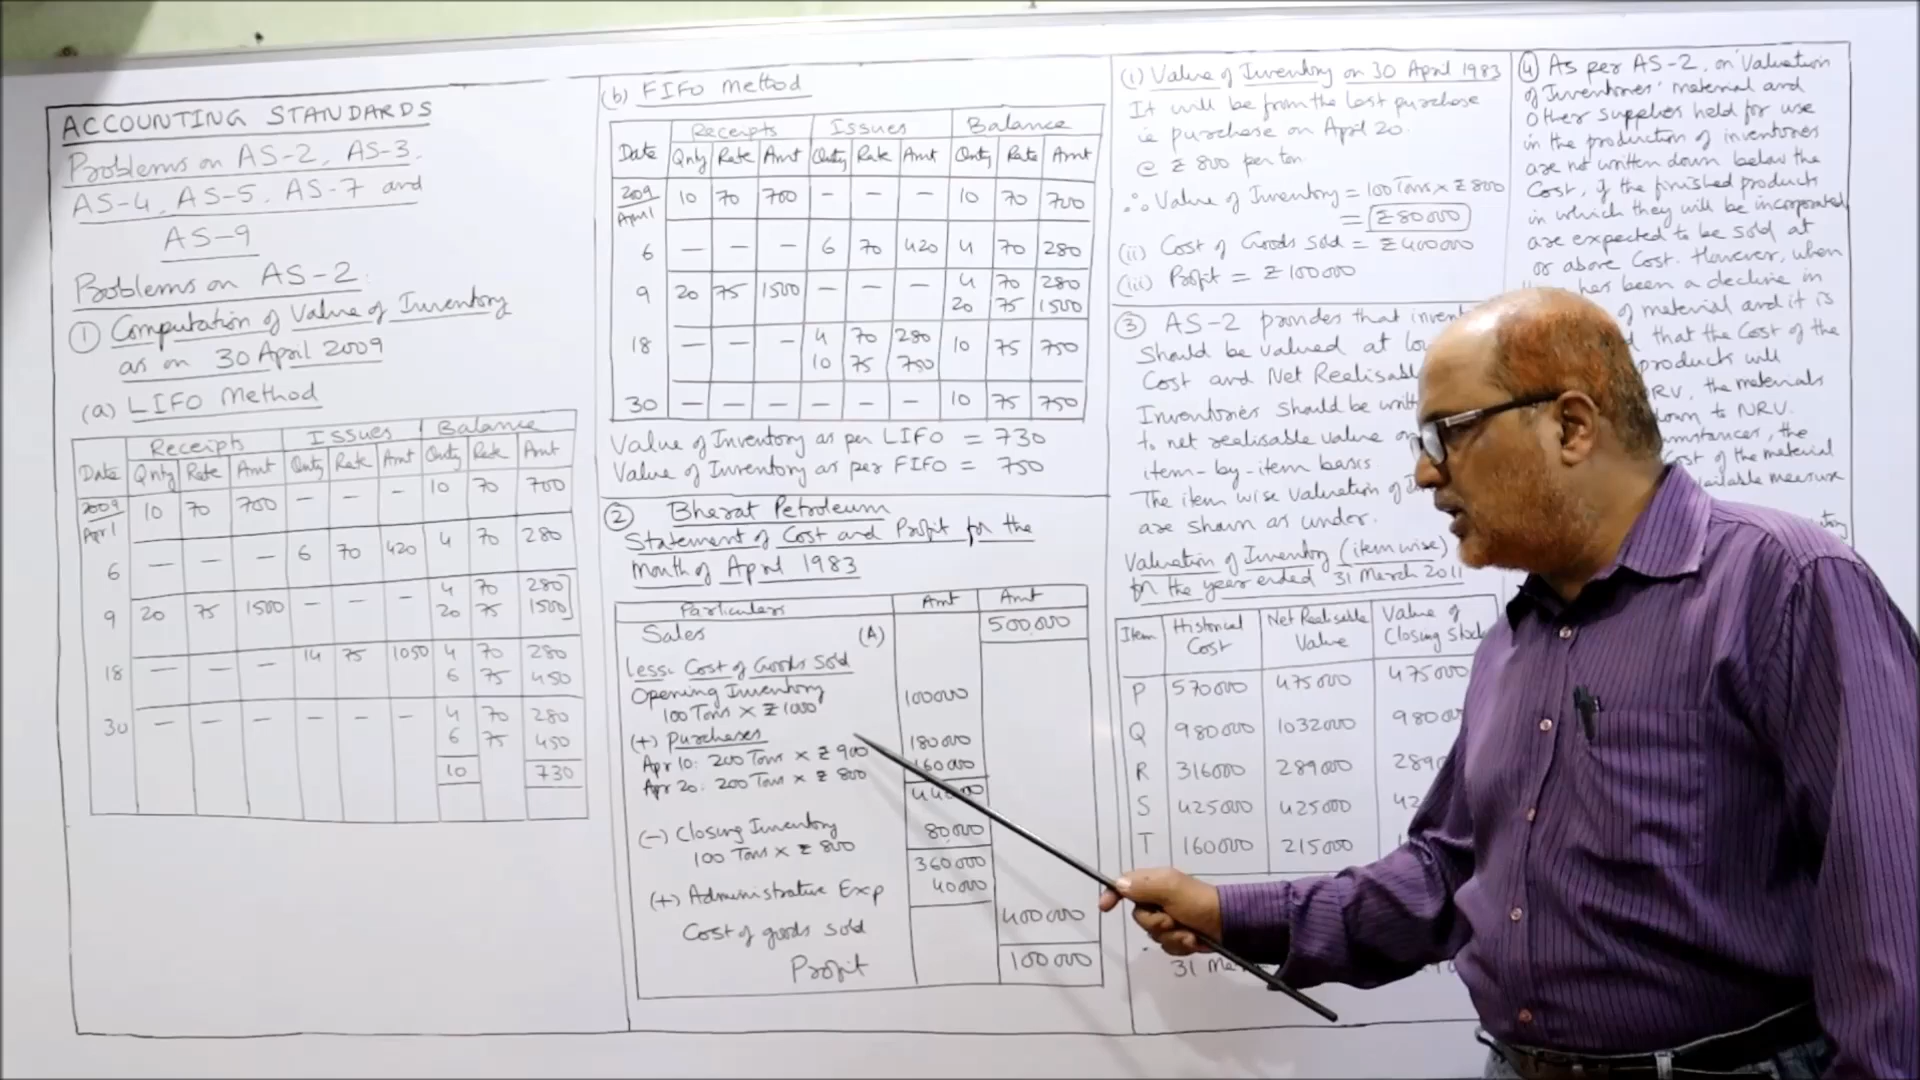 ACCOUNTING STANDARDS
Problems on AS-2, AS-3,
AS-4, AS-5, AS-7 and
AS-9
Problems on AS-2
① Computation of Value of Inventory
as on 30 April 2009
(a) LIFO Method
Receipts Issues Balance
Date Qnty Rate Amt Qnty Rate Amt Qnty Rate Amt
2009 April 10 70 700 — — — 10 70 700
6 — — — 6 70 420 4 70 280
9 20 75 1500 — — — 4 70 280
20 75 1500
18 — — — 14 75 1050 4 70 280
6 75 450
30 — — — — — — 4 70 280
6 75 450
10 730
(b) FIFO Method
Receipts Issues Balance
Date Qnty Rate Amt Qnty Rate Amt Qnty Rate Amt
2009 April 10 70 700 — — — 10 70 700
6 — — — 6 70 420 4 70 280
9 20 75 1500 — — — 4 70 280
20 75 1500
18 — — — 4 70 280 10 75 750
10 75 750
30 — — — — — — 10 75 750
Value of Inventory as per LIFO = 730
Value of Inventory as per FIFO = 750
② Bharat Petroleum
Statement of Cost and Profit for the
Month of April 1983
Particulars Amt Amt
Sales (A) 500000
Less: Cost of Goods Sold
Opening Inventory
100 Tons × ₹ 1000 100000
(+) Purchases
Apr 10: 200 Tons × ₹ 900 180000
Apr 20: 200 Tons × ₹ 800 160000
440000
(-) Closing Inventory 80000
100 Tons × ₹ 800
360000
(+) Administrative Exp 40000
Cost of goods sold 400000
Profit 100000
(i) Value of Inventory on 30 April 1983
It will be from the last purchase
ie purchase on April 20.
@ ₹ 800 per ton
∴ Value of Inventory = 100 Tons × ₹ 800
= ₹ 80000
(ii) Cost of Goods Sold = ₹ 400000
(iii) Profit = ₹ 100000
③ AS-2 provides that
should be valued at
Cost and Net
Inventories should be
to net realisable value
item-by-item basis.
The item wise valuation of
are shown as under.
Valuation of Inventory (item wise)
for the year ended 31 March 2011
Item Historical Cost Net Realisable Value Value of Closing Stock
P 570000 475000 475000
Q 980000 1032000 9800
R 316000 289000 289
S 425000 425000 42
T 160000 215000
31
④ As per AS-2, on 'Valuation
of Inventories' material and
Other supplies held for use
in the production of inventories
are not written down below the
Cost, if the finished products
in which they will be incorporated
are expected to be sold at
or above Cost. However, when
has been a decline in
of material and it is
that the Cost of the
products will
NRV, the materials
down to NRV.
the
of the material
available measure